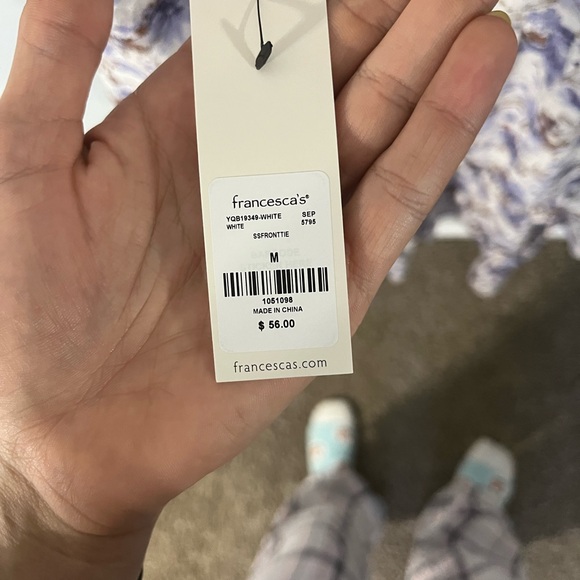 francesca's®
YQB19349-WHITE SEP
WHITE 5795
SSFRONTTIE
M
1051098
MADE IN CHINA
$ 56.00
francescas.com